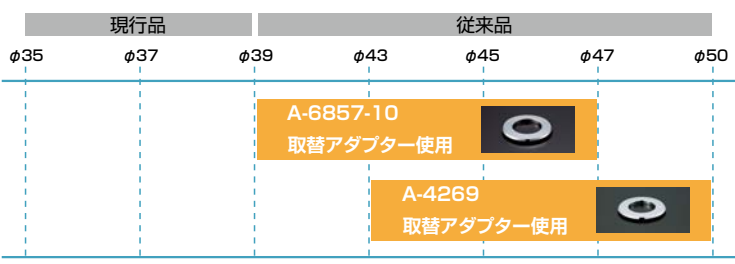 現行品 従来品
φ35 φ37 φ39 φ43 φ45 φ47 φ50
A-6857-10
取替アダプター使用
A-4269
取替アダプター使用